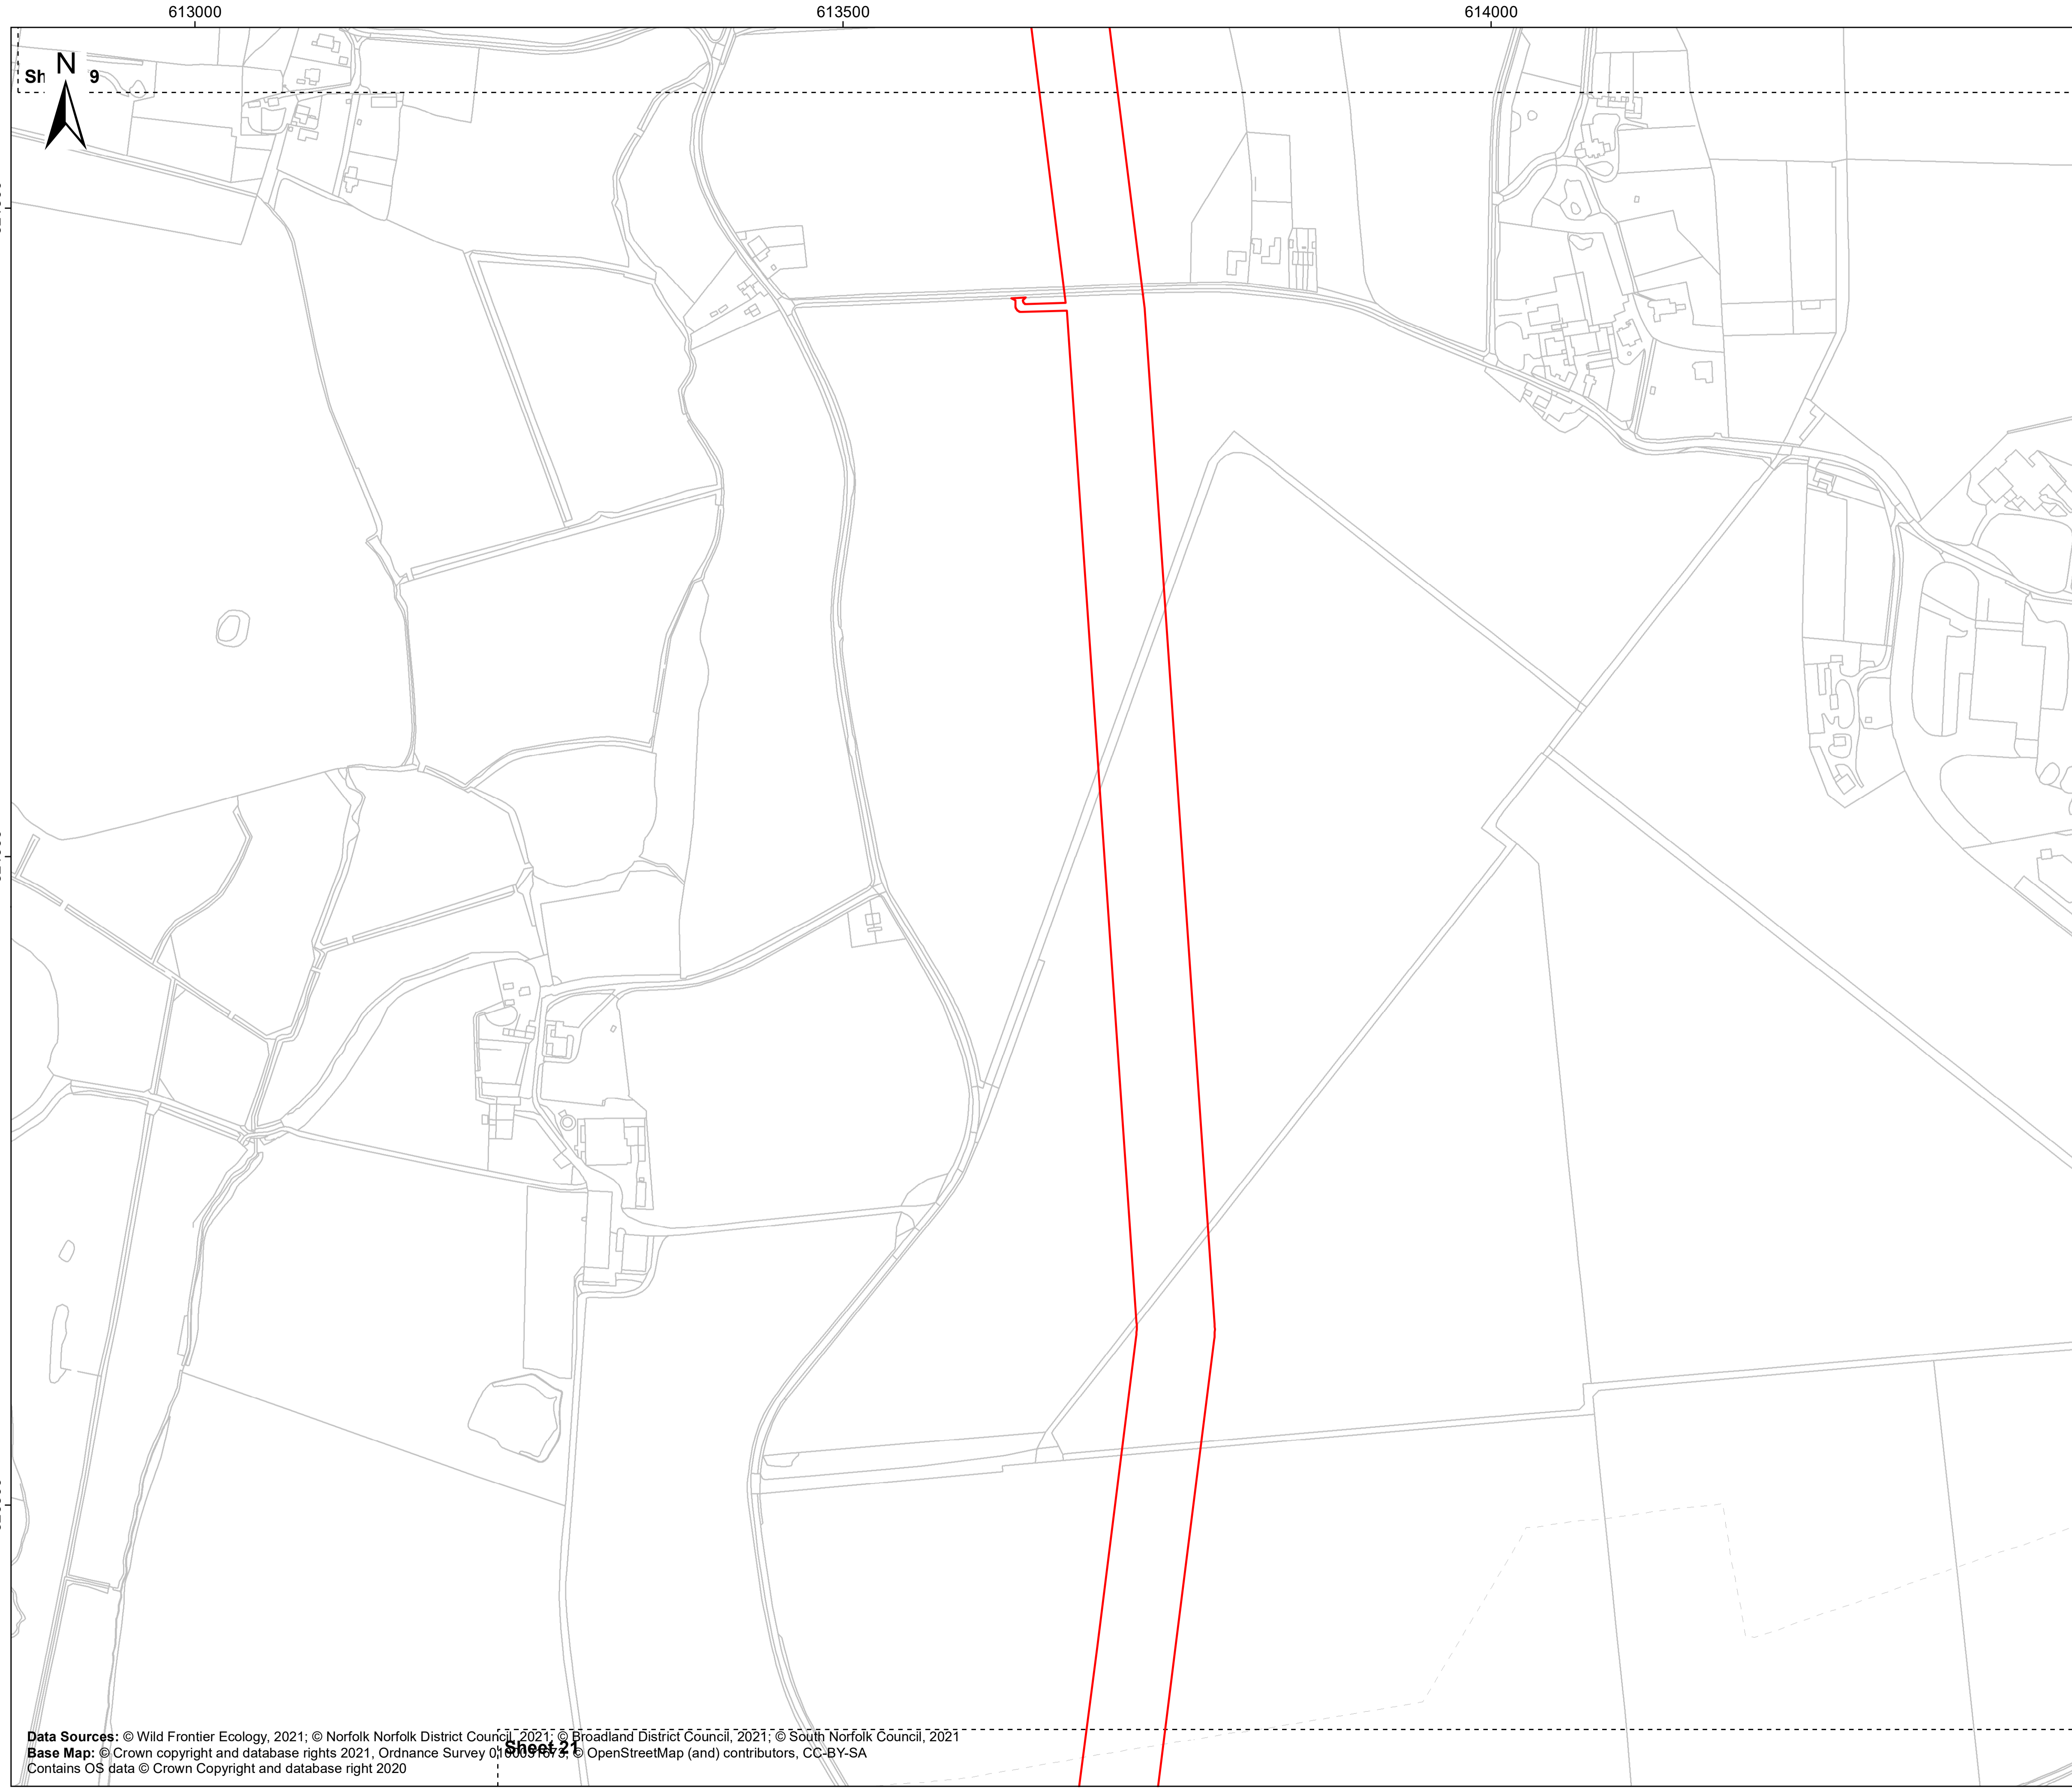 613000
613500
614000
N
9
Data Sources: © Wild Frontier Ecology, 2021; © Norfolk Norfolk District Council, 2021; © Broadland District Council, 2021; © South Norfolk Council, 2021
Sheet 21
Base Map: © Crown copyright and database rights 2021, Ordnance Survey 0100031673; © OpenStreetMap (and) contributors, CC-BY-SA
Contains OS data © Crown Copyright and database right 2020